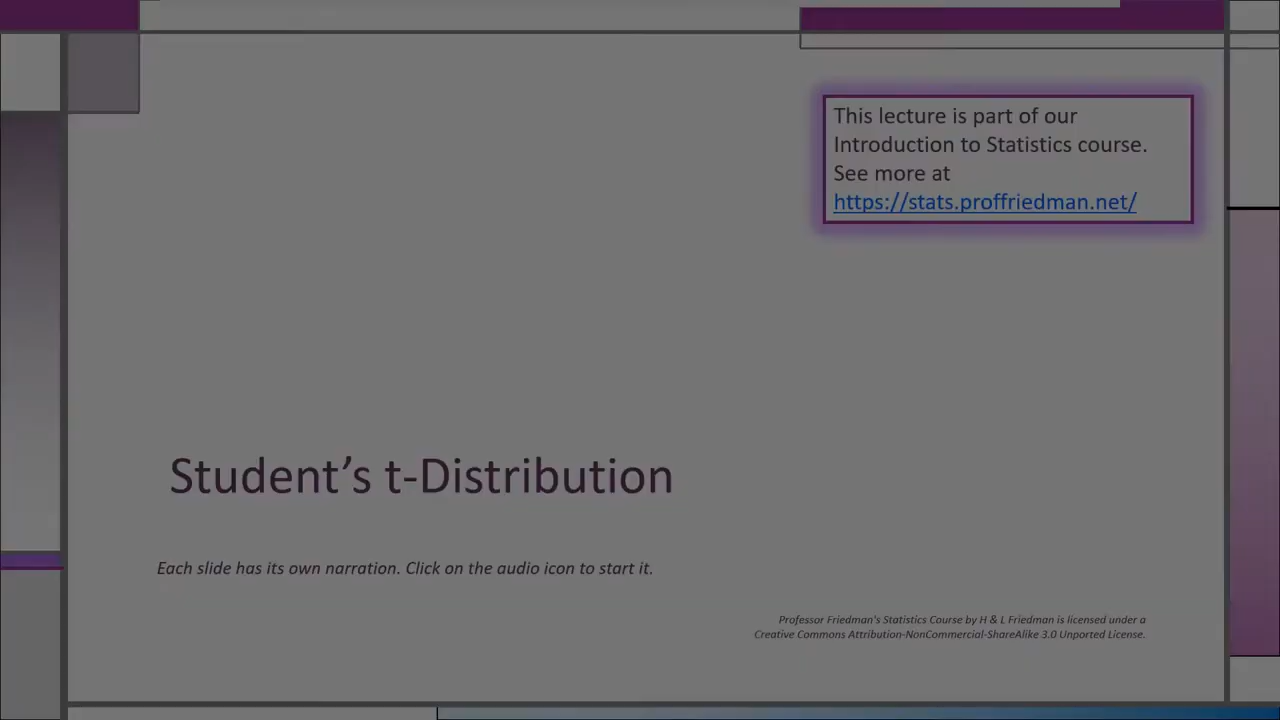 This lecture is part of our
Introduction to Statistics course.
See more at
https://stats.proffriedman.net/
Student’s t-Distribution
Each slide has its own narration. Click on the audio icon to start it.
Professor Friedman's Statistics Course by H & L Friedman is licensed under a
Creative Commons Attribution-NonCommercial-ShareAlike 3.0 Unported License.